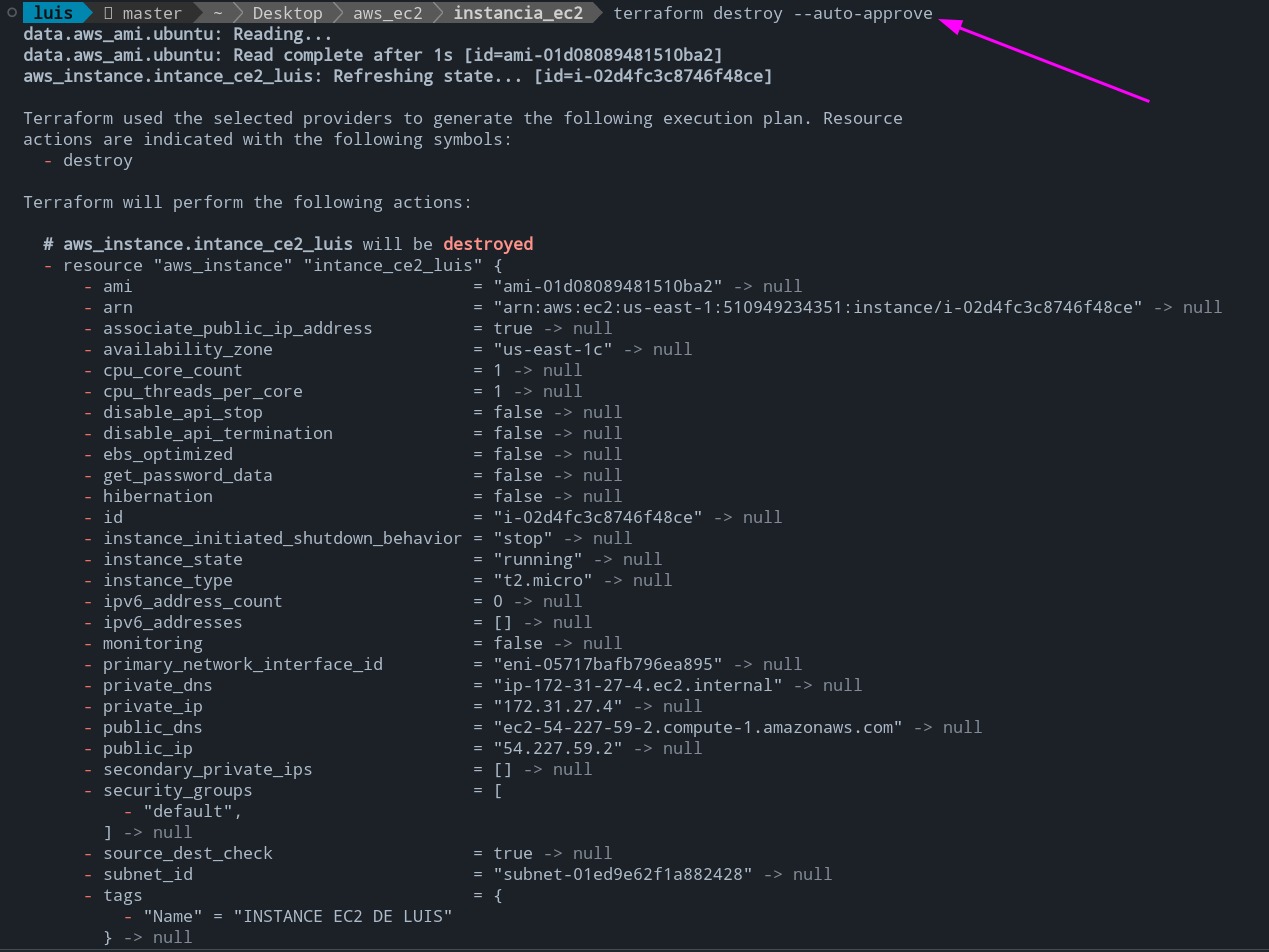 luis master ~ Desktop aws_ec2 instancia_ec2 terraform destroy --auto-approve
data.aws_ami.ubuntu: Reading...
data.aws_ami.ubuntu: Read complete after 1s [id=ami-01d08089481510ba2]
aws_instance.intance_ce2_luis: Refreshing state... [id=i-02d4fc3c8746f48ce]
Terraform used the selected providers to generate the following execution plan. Resource
actions are indicated with the following symbols:
- destroy
Terraform will perform the following actions:
# aws_instance.intance_ce2_luis will be destroyed
- resource "aws_instance" "intance_ce2_luis" {
- ami = "ami-01d08089481510ba2" -> null
- arn = "arn:aws:ec2:us-east-1:510949234351:instance/i-02d4fc3c8746f48ce" -> null
- associate_public_ip_address = true -> null
- availability_zone = "us-east-1c" -> null
- cpu_core_count = 1 -> null
- cpu_threads_per_core = 1 -> null
- disable_api_stop = false -> null
- disable_api_termination = false -> null
- ebs_optimized = false -> null
- get_password_data = false -> null
- hibernation = false -> null
- id = "i-02d4fc3c8746f48ce" -> null
- instance_initiated_shutdown_behavior = "stop" -> null
- instance_state = "running" -> null
- instance_type = "t2.micro" -> null
- ipv6_address_count = 0 -> null
- ipv6_addresses = [] -> null
- monitoring = false -> null
- primary_network_interface_id = "eni-05717bafb796ea895" -> null
- private_dns = "ip-172-31-27-4.ec2.internal" -> null
- private_ip = "172.31.27.4" -> null
- public_dns = "ec2-54-227-59-2.compute-1.amazonaws.com" -> null
- public_ip = "54.227.59.2" -> null
- secondary_private_ips = [] -> null
- security_groups = [
- "default",
] -> null
- source_dest_check = true -> null
- subnet_id = "subnet-01ed9e62f1a882428" -> null
- tags = {
- "Name" = "INSTANCE EC2 DE LUIS"
} -> null